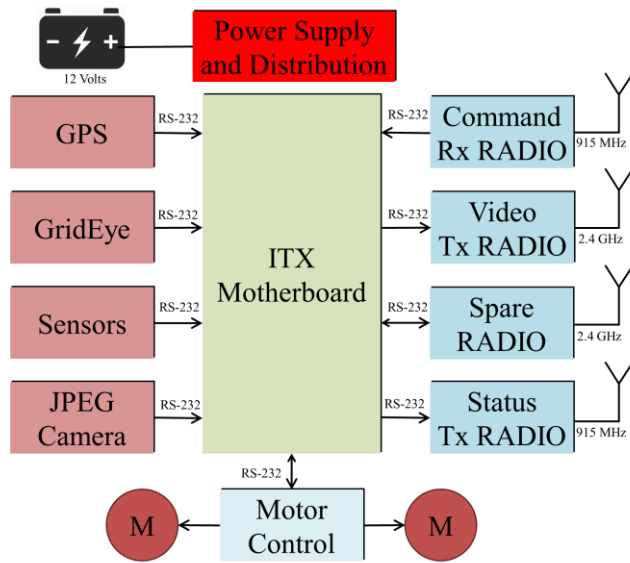 Power Supply
and Distribution
12 Volts
GPS
RS-232
RS-232
Command
Rx RADIO
915 MHz
GridEye
RS-232
ITX
Motherboard
RS-232
Video
Tx RADIO
2.4 GHz
Sensors
RS-232
RS-232
Spare
RADIO
2.4 GHz
JPEG
Camera
RS-232
RS-232
Status
Tx RADIO
915 MHz
RS-232
M
Motor
Control
M